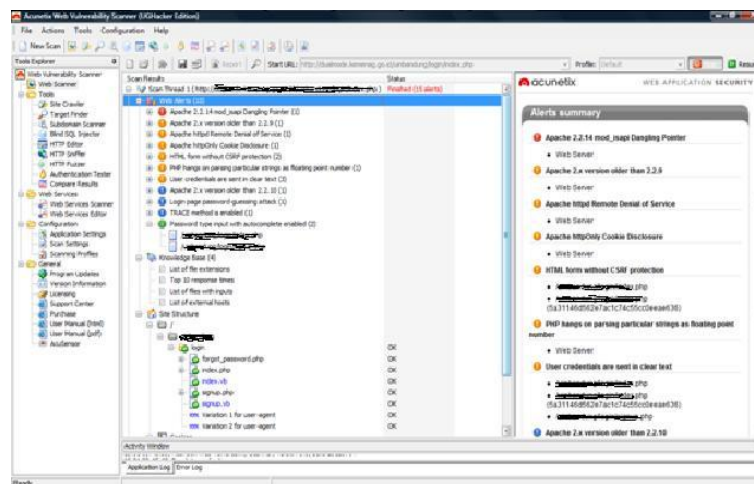 Acunetix Web Vulnerability Scanner (UGHacker Edition)
File Actions Tools Configuration Help
New Scan
Start URL:
Profile: Default
Tools Explorer
Web Vulnerability Scanner
Web Scanner
Tools
Site Crawler
Target Finder
Subdomain Scanner
Blind SQL Injector
HTTP Editor
HTTP Sniffer
HTTP Fuzzer
Authentication Tester
Compare Results
Web Services
Web Services Scanner
Web Services Editor
Configuration
Application Settings
Scan Settings
Scanning Profiles
General
Program Updates
Version Information
Licensing
Support Center
Purchase
User Manual (html)
User Manual (pdf)
AcuSensor
Scan Results Status
Scan Thread 1 ( http:/ .php ) Finished (15 alerts)
Web Alerts (15)
Apache 2.2.14 mod_isapi Dangling Pointer (1)
Apache 2.x version older than 2.2.9 (1)
Apache httpd Remote Denial of Service (1)
Apache httpOnly Cookie Disclosure (1)
HTML form without CSRF protection (2)
PHP hangs on parsing particular strings as floating point number (1)
User credentials are sent in clear text (2)
Apache 2.x version older than 2.2.10 (1)
Login page password-guessing attack (1)
TRACE method is enabled (1)
Password type input with autocomplete enabled (2)
Knowledge Base (4)
List of file extensions
Top 10 response times
List of files with inputs
List of external hosts
Site Structure
/
login OK
forgot_password.php OK
index.php OK
index.vb OK
signup.php OK
signup.vb OK
Variation 1 for user-agent OK
Variation 2 for user-agent OK
acunetix WEB APPLICATION SECURITY
Alerts summary
Apache 2.2.14 mod_isapi Dangling Pointer
Web Server
Apache 2.x version older than 2.2.9
Web Server
Apache httpd Remote Denial of Service
Web Server
Apache httpOnly Cookie Disclosure
Web Server
HTML form without CSRF protection
.php
PHP hangs on parsing particular strings as floating point
number
Web Server
User credentials are sent in clear text
.php
.php
Apache 2.x version older than 2.2.10
Activity Window
Application Log Error Log
Ready